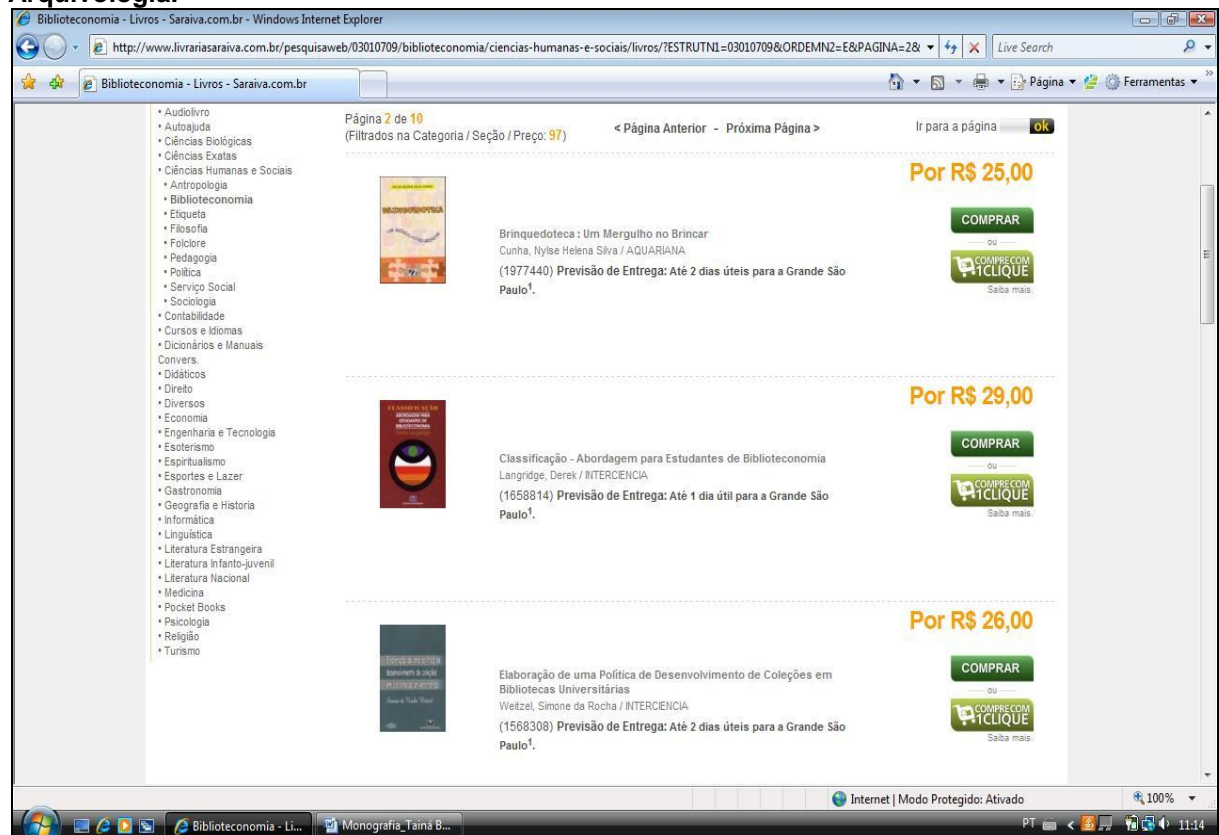 Arquivologia.
Biblioteconomia - Livros - Saraiva.com.br - Windows Internet Explorer
http://www.livrariasaraiva.com.br/pesquisaweb/03010709/biblioteconomia/ciencias-humanas-e-sociais/livros/?ESTRUTN1=03010709&ORDEMN2=E&PAGINA=2&
Live Search
Biblioteconomia - Livros - Saraiva.com.br
Página
Ferramentas
• Audiolivro
• Autoajuda
• Ciências Biológicas
• Ciências Exatas
• Ciências Humanas e Sociais
• Antropologia
• Biblioteconomia
• Etiqueta
• Filosofia
• Folclore
• Pedagogia
• Política
• Serviço Social
• Sociologia
• Contabilidade
• Cursos e Idiomas
• Dicionários e Manuais
Convers.
• Didáticos
• Direito
• Diversos
• Economia
• Engenharia e Tecnologia
• Esoterismo
• Espiritualismo
• Esportes e Lazer
• Gastronomia
• Geografia e Historia
• Informática
• Linguística
• Literatura Estrangeira
• Literatura Infanto-juvenil
• Literatura Nacional
• Medicina
• Pocket Books
• Psicologia
• Religião
• Turismo
Página 2 de 10
(Filtrados na Categoria / Seção / Preço: 97)
< Página Anterior - Próxima Página >
Ir para a página ok
Por R$ 25,00
COMPRAR
ou
COMPRE COM
1 CLIQUE
Saiba mais.
Brinquedoteca : Um Mergulho no Brincar
Cunha, Nylse Helena Silva / AQUARIANA
(1977440) Previsão de Entrega: Até 2 dias úteis para a Grande São
Paulo¹.
Por R$ 29,00
COMPRAR
ou
COMPRE COM
1 CLIQUE
Saiba mais.
Classificação - Abordagem para Estudantes de Biblioteconomia
Langridge, Derek / INTERCIENCIA
(1658814) Previsão de Entrega: Até 1 dia útil para a Grande São
Paulo¹.
Por R$ 26,00
COMPRAR
ou
COMPRE COM
1 CLIQUE
Saiba mais.
Elaboração de uma Política de Desenvolvimento de Coleções em
Bibliotecas Universitárias
Weitzel, Simone da Rocha / INTERCIENCIA
(1568308) Previsão de Entrega: Até 2 dias úteis para a Grande São
Paulo¹.
Internet | Modo Protegido: Ativado
100%
Biblioteconomia - Li...
Monografia_Tainá B...
PT
11:14